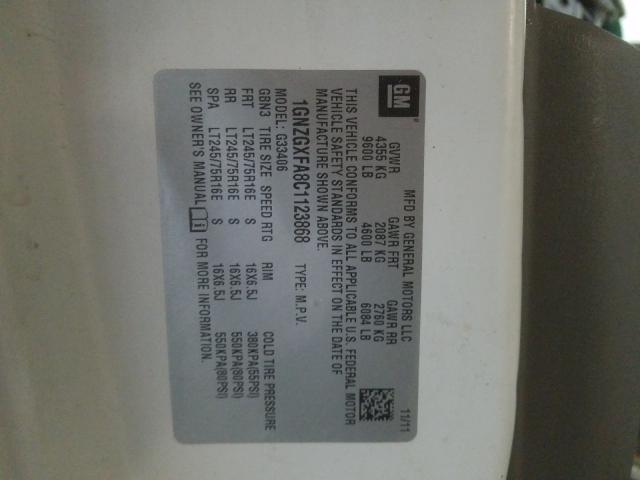 GM
MFD BY GENERAL MOTORS LLC 11/11
GVWR GAWR FRT GAWR RR
4355 KG 2087 KG 2760 KG
9600 LB 4600 LB 6084 LB
THIS VEHICLE CONFORMS TO ALL APPLICABLE U.S. FEDERAL MOTOR
VEHICLE SAFETY STANDARDS IN EFFECT ON THE DATE OF
MANUFACTURE SHOWN ABOVE.
1GNZGXFA8C1123868 TYPE: M.P.V.
MODEL: G33406
GBN3 TIRE SIZE SPEED RTG RIM COLD TIRE PRESSURE
FRT LT245/75R16E S 16X6.5J 380KPA(55PSI)
RR LT245/75R16E S 16X6.5J 550KPA(80PSI)
SPA LT245/75R16E S 16X6.5J 550KPA(80PSI)
SEE OWNER'S MANUAL i FOR MORE INFORMATION.